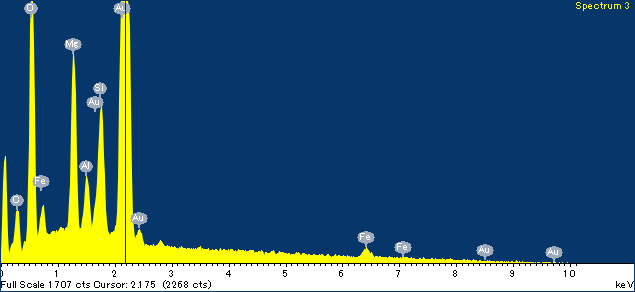 Spectrum 3
O Au
Mg
Si
Au
Al
Fe
C
Au
Fe
Fe Au Au
0 1 2 3 4 5 6 7 8 9 10
Full Scale 1707 cts Cursor: 2.175 (2268 cts) keV